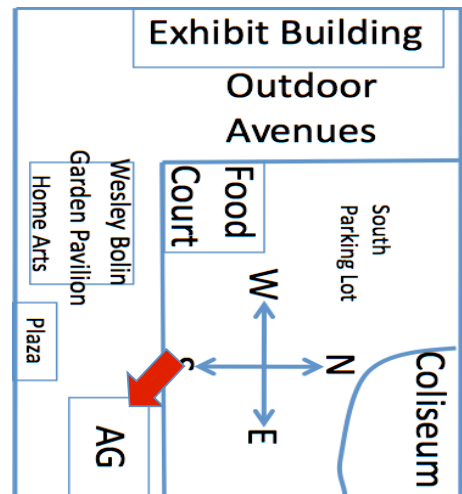 Exhibit Building
Outdoor
Avenues
Food
Court
South
Parking Lot
Wesley Bolin
Garden Pavilion
Home Arts
W
N
E
Plaza
AG
Coliseum